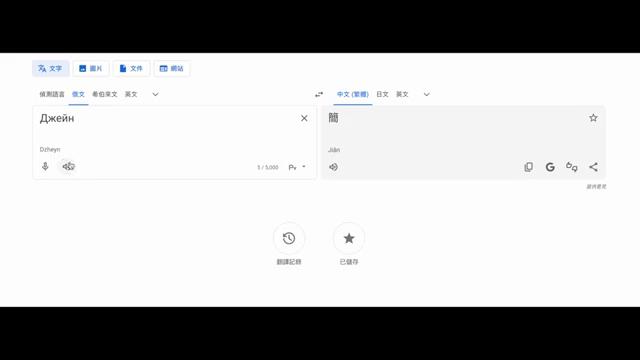 文字 圖片 文件 網站
偵測語言 俄文 希伯來文 英文 中文 (繁體) 日文 英文
Джейн 簡
Dzheyn Jiǎn
5 / 5,000
提供意見
翻譯記錄 已儲存